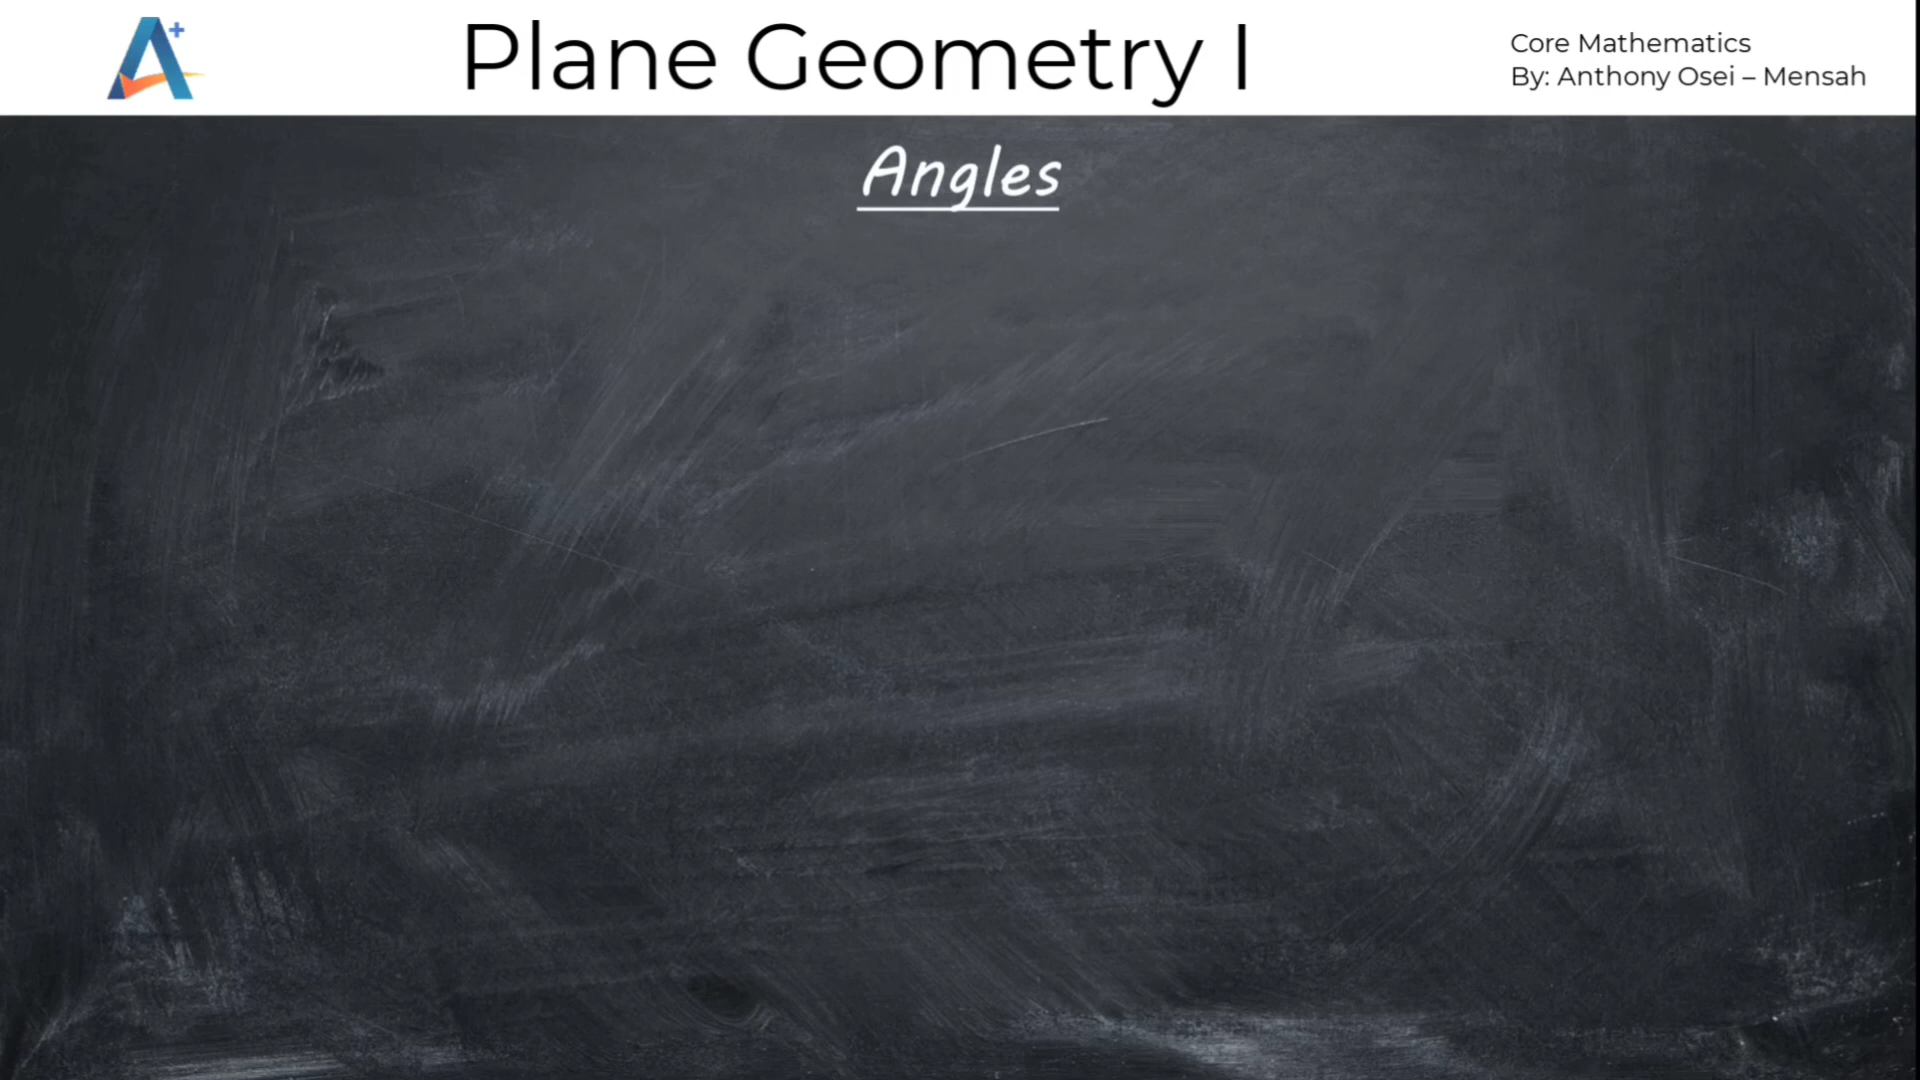 Plane Geometry I
Core Mathematics
By: Anthony Osei – Mensah
Angles